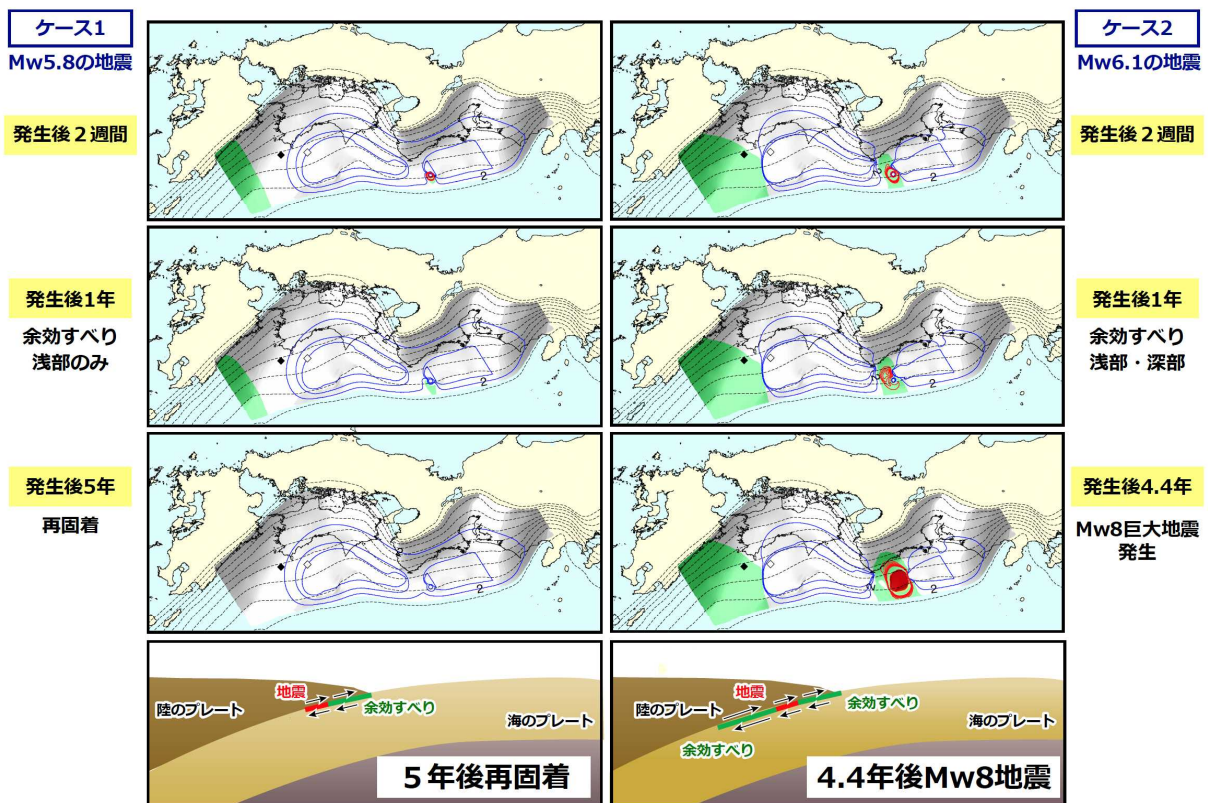 ケース1
Mw5.8の地震
ケース2
Mw6.1の地震
発生後2週間
2
2
2
発生後2週間
発生後1年
余効すべり
浅部のみ
2
2
2
発生後1年
余効すべり
浅部・深部
発生後5年
再固着
2
2
2
発生後4.4年
Mw8巨大地震
発生
地震
陸のプレート
余効すべり
海のプレート
5年後再固着
地震
陸のプレート
余効すべり
海のプレート
余効すべり
4.4年後Mw8地震